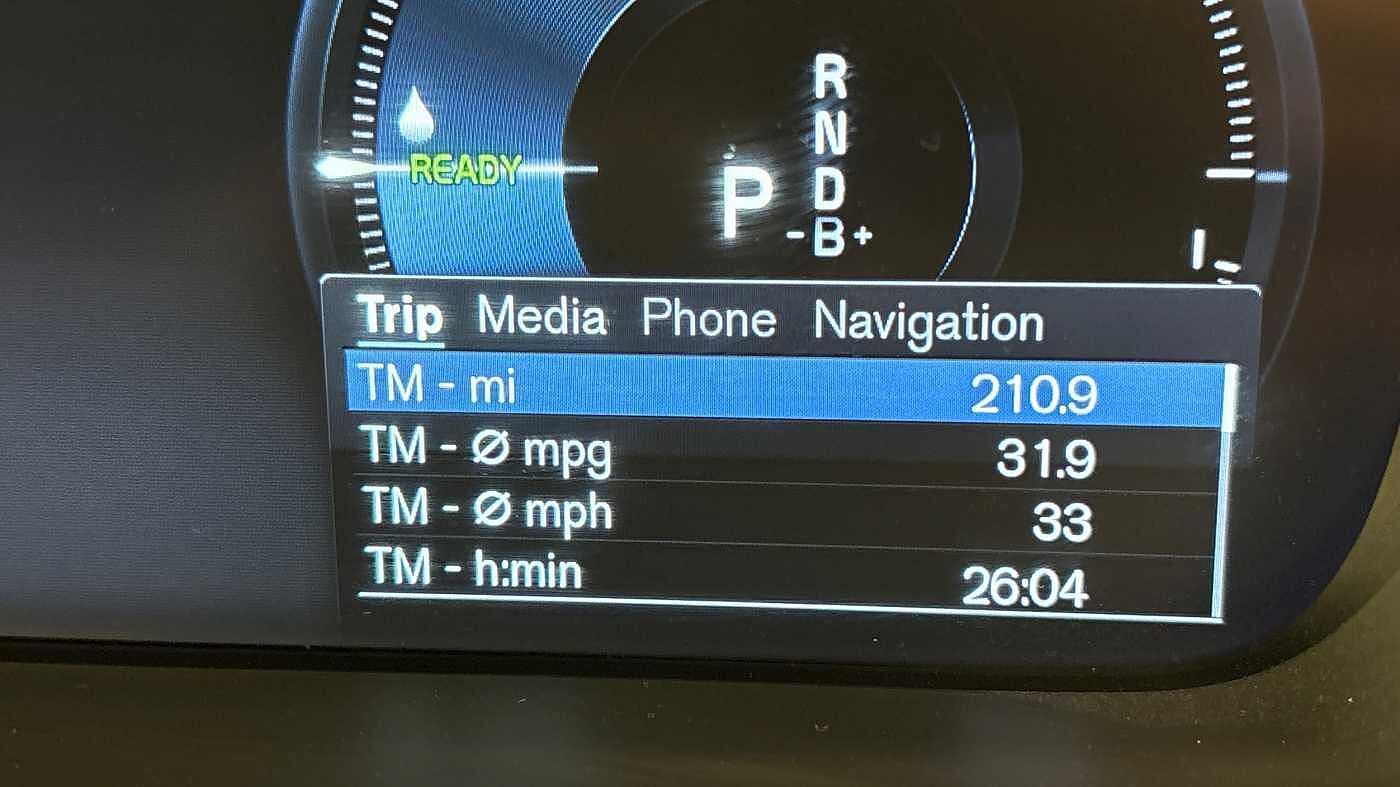 R
N
READY
P
D
-B+
Trip Media Phone Navigation
TM - mi 210.9
TM - Ø mpg 31.9
TM - Ø mph 33
TM - h:min 26:04